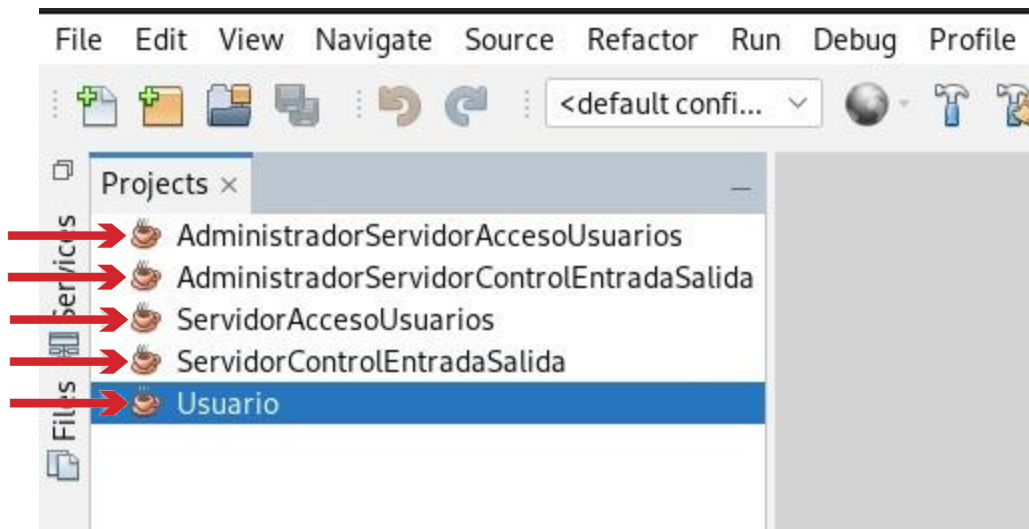 File Edit View Navigate Source Refactor Run Debug Profile
<default confi...
Projects
Services
Files
AdministradorServidorAccesoUsuarios
AdministradorServidorControlEntradaSalida
ServidorAccesoUsuarios
ServidorControlEntradaSalida
Usuario